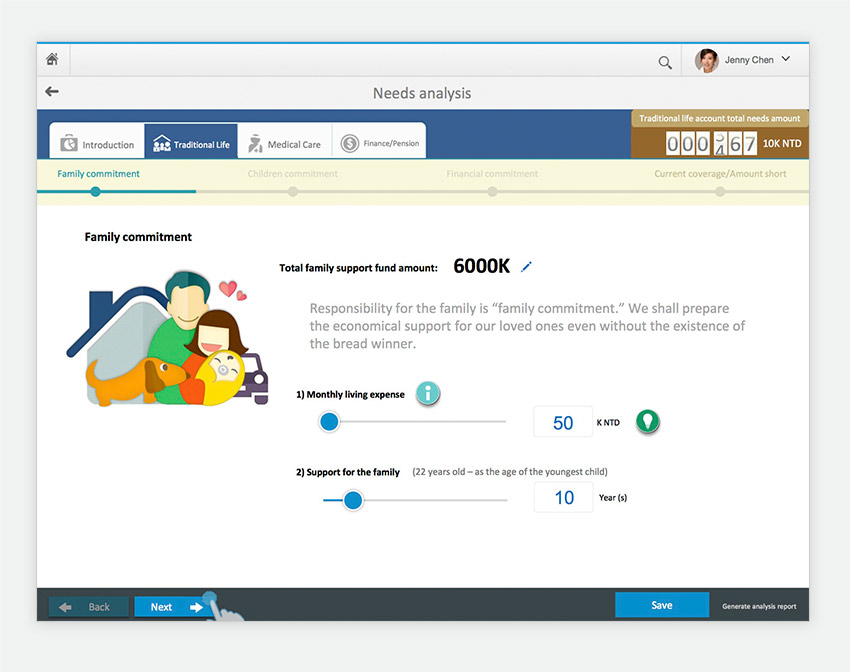 Jenny Chen
Needs analysis
Introduction
Traditional Life
Medical Care
Finance/Pension
Traditional life account total needs amount
10K NTD
Family commitment
Children commitment
Financial commitment
Current coverage/Amount short
Family commitment
Total family support fund amount: 6000K
Responsibility for the family is “family commitment.” We shall prepare
the economical support for our loved ones even without the existence of
the bread winner.
1) Monthly living expense
50 K NTD
2) Support for the family (22 years old – as the age of the youngest child)
10 Year (s)
Back
Next
Save
Generate analysis report